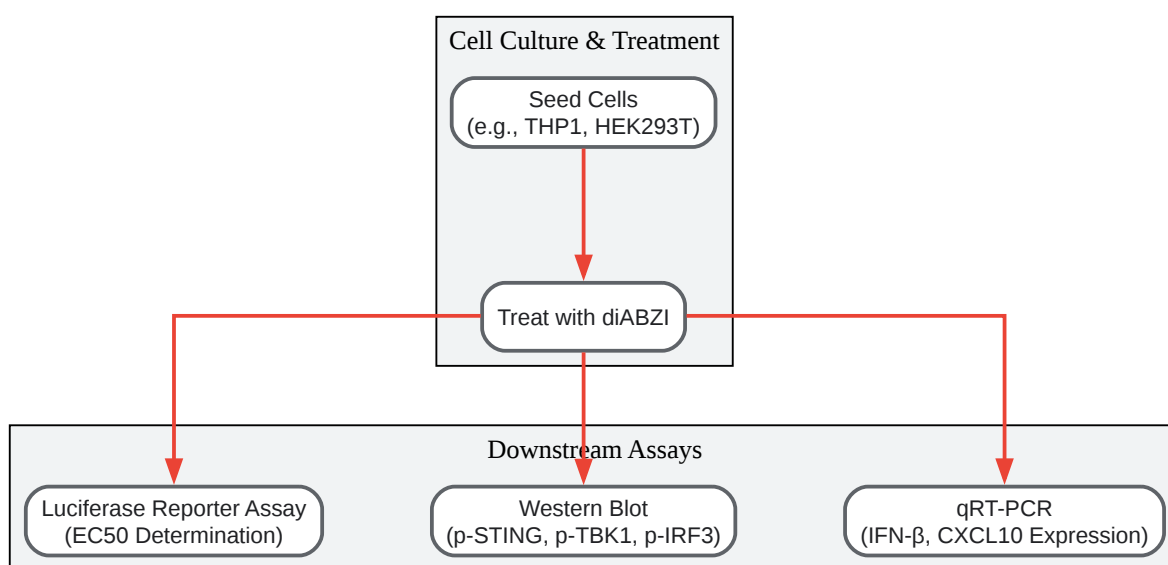 Cell Culture & Treatment
Seed Cells
(e.g., THP1, HEK293T)
Treat with diABZI
Downstream Assays
Luciferase Reporter Assay
(EC50 Determination)
Western Blot
(p-STING, p-TBK1, p-IRF3)
qRT-PCR
(IFN-β, CXCL10 Expression)